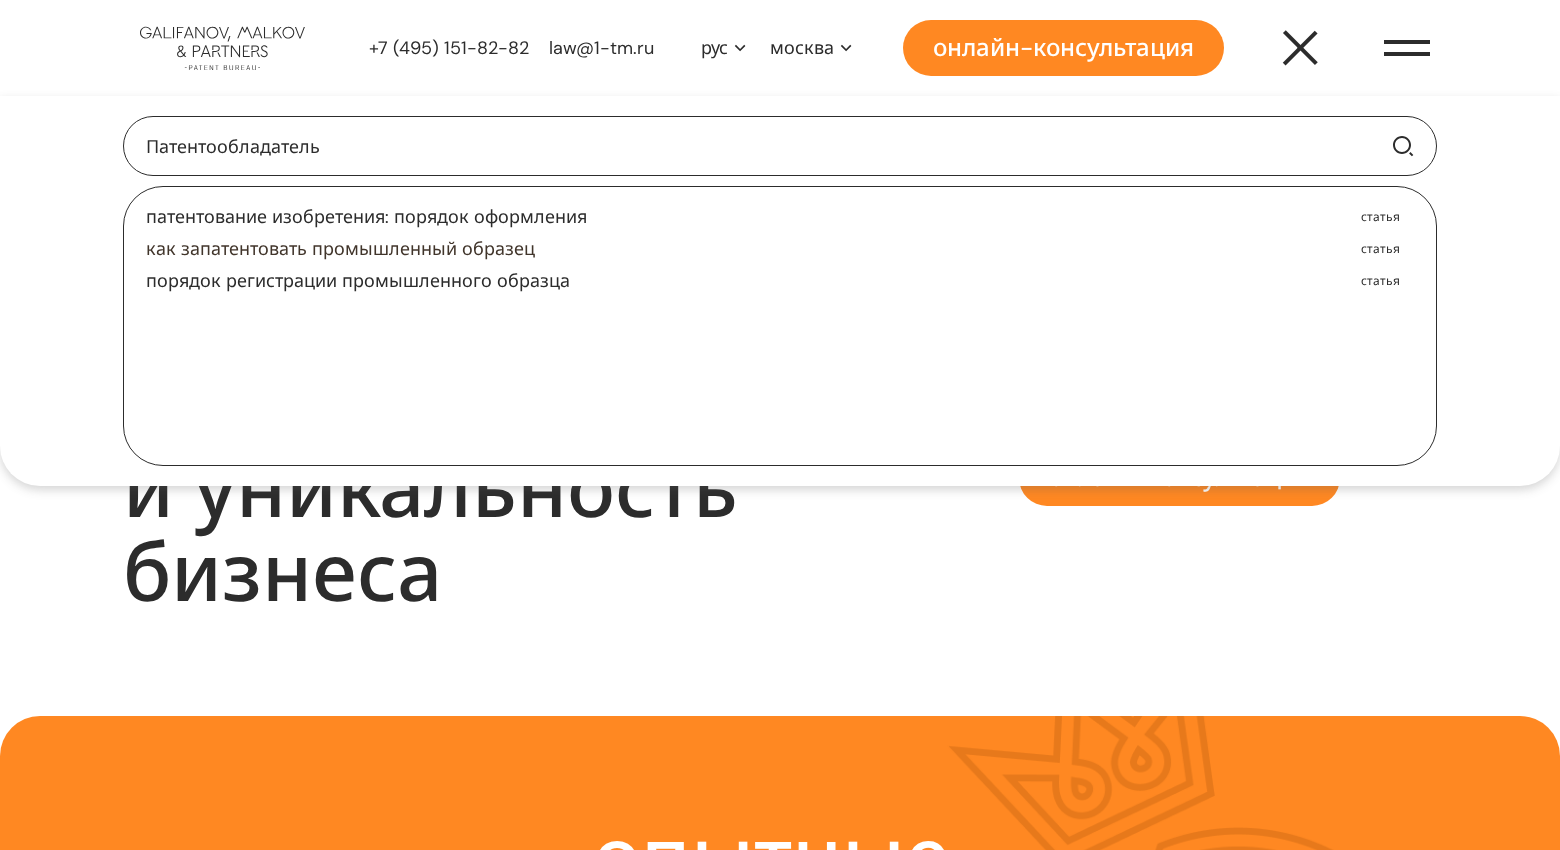 GALIFANOV, MALKOV
& PARTNERS
-PATENT BUREAU-
+7 (495) 151-82-82
law@1-tm.ru
рус
москва
онлайн-консультация
Патентообладатель
патентование изобретения: порядок оформления статья
как запатентовать промышленный образец статья
порядок регистрации промышленного образца статья
и уникальность
бизнеса
опытные